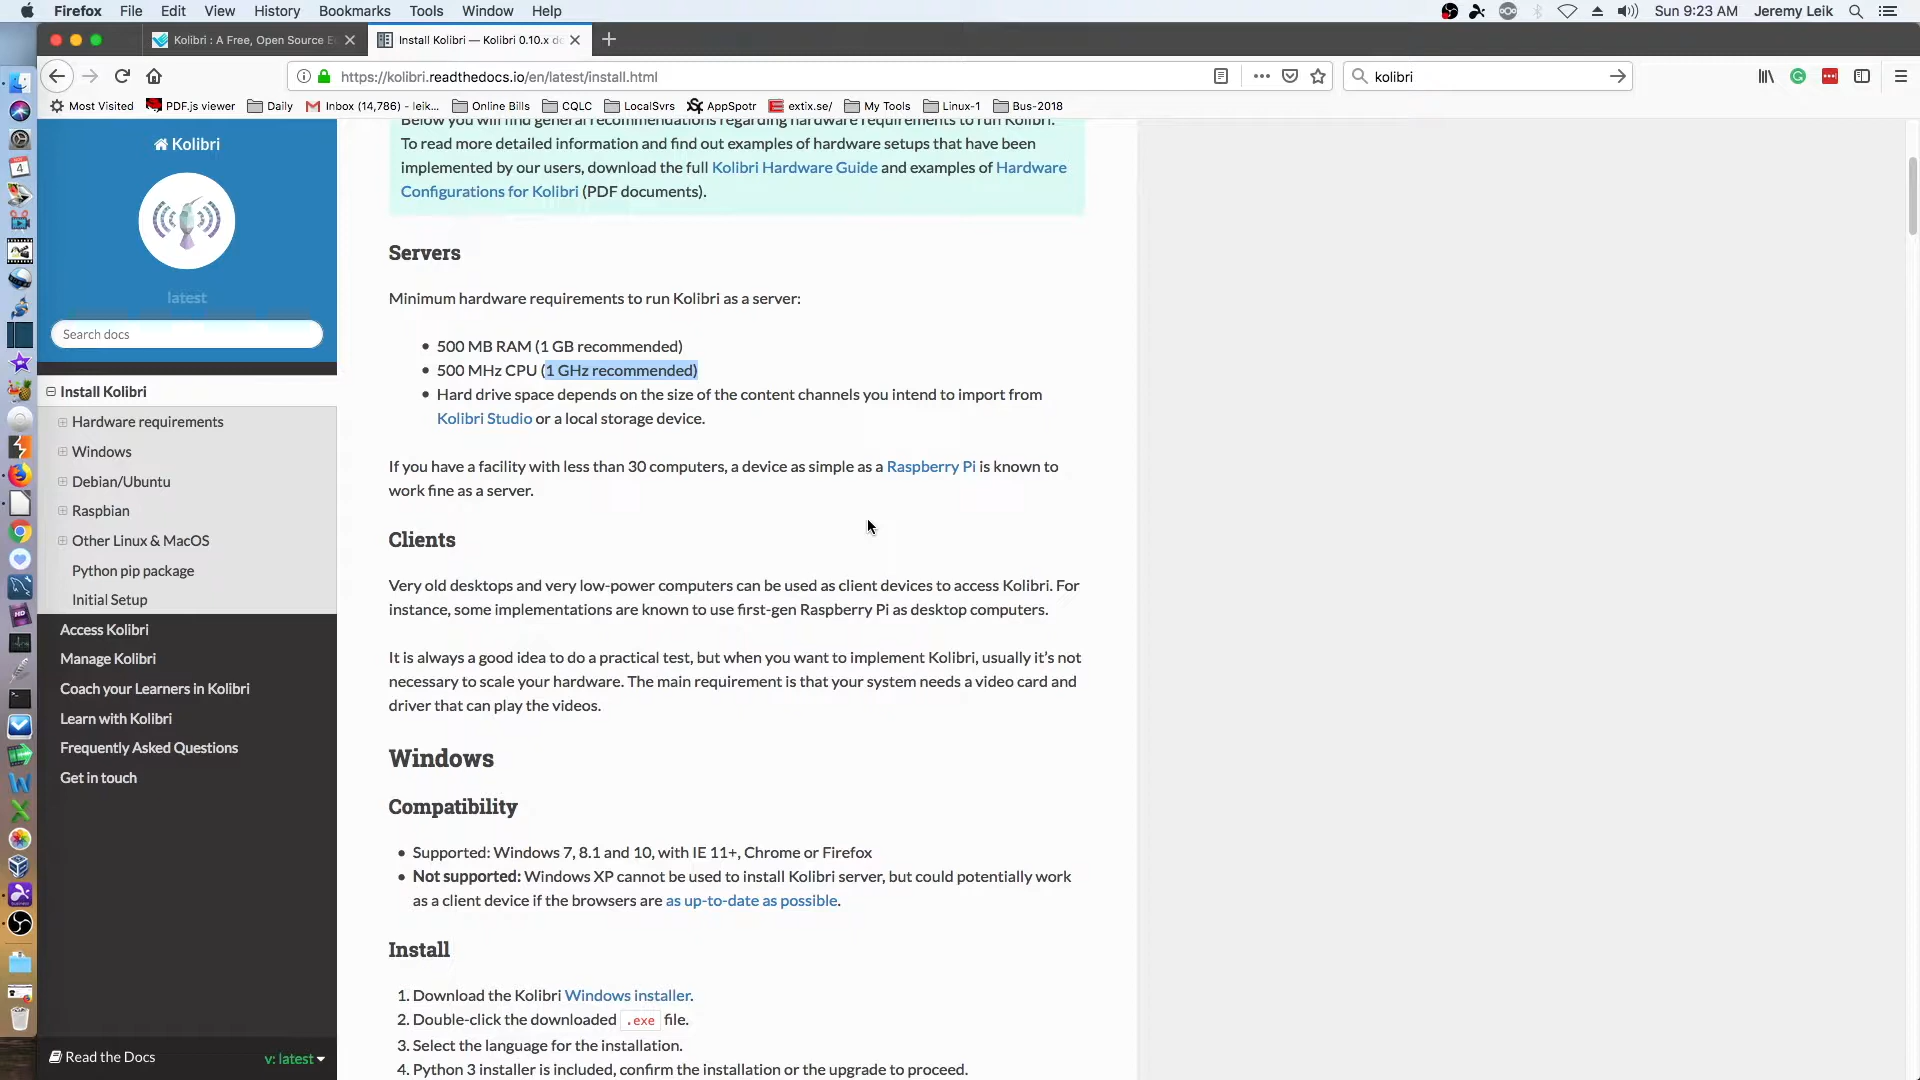 Firefox File Edit View History Bookmarks Tools Window Help
Sun 9:23 AM Jeremy Leik
Kolibri : A Free, Open Source E
Install Kolibri — Kolibri 0.10.x do
https://kolibri.readthedocs.io/en/latest/install.html
kolibri
Most Visited PDF.js viewer Daily Inbox (14,786) - leik... Online Bills CQLC LocalSvrs AppSpotr extix.se/ My Tools Linux-1 Bus-2018
Kolibri
latest
Search docs
Install Kolibri
Hardware requirements
Windows
Debian/Ubuntu
Raspbian
Other Linux & MacOS
Python pip package
Initial Setup
Access Kolibri
Manage Kolibri
Coach your Learners in Kolibri
Learn with Kolibri
Frequently Asked Questions
Get in touch
Read the Docs
v: latest
Below you will find general recommendations regarding hardware requirements to run Kolibri.
To read more detailed information and find out examples of hardware setups that have been
implemented by our users, download the full Kolibri Hardware Guide and examples of Hardware
Configurations for Kolibri (PDF documents).
Servers
Minimum hardware requirements to run Kolibri as a server:
• 500 MB RAM (1 GB recommended)
• 500 MHz CPU (1 GHz recommended)
• Hard drive space depends on the size of the content channels you intend to import from
Kolibri Studio or a local storage device.
If you have a facility with less than 30 computers, a device as simple as a Raspberry Pi is known to
work fine as a server.
Clients
Very old desktops and very low-power computers can be used as client devices to access Kolibri. For
instance, some implementations are known to use first-gen Raspberry Pi as desktop computers.
It is always a good idea to do a practical test, but when you want to implement Kolibri, usually it's not
necessary to scale your hardware. The main requirement is that your system needs a video card and
driver that can play the videos.
Windows
Compatibility
• Supported: Windows 7, 8.1 and 10, with IE 11+, Chrome or Firefox
• Not supported: Windows XP cannot be used to install Kolibri server, but could potentially work
as a client device if the browsers are as up-to-date as possible.
Install
1. Download the Kolibri Windows installer.
2. Double-click the downloaded .exe file.
3. Select the language for the installation.
4. Python 3 installer is included, confirm the installation or the upgrade to proceed.